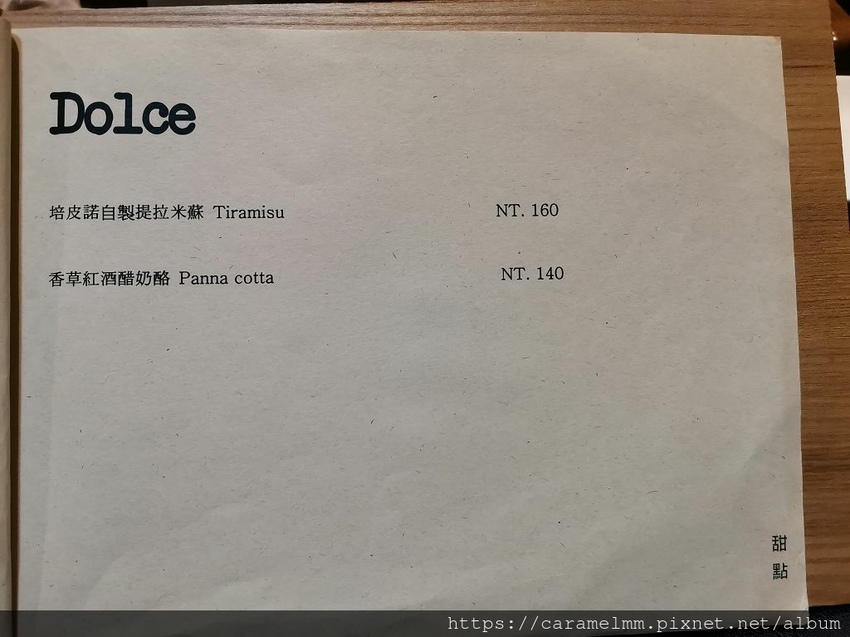 Dolce
培皮諾自製提拉米蘇 Tiramisu NT. 160
香草紅酒醋奶酪 Panna cotta NT. 140
甜點
https://caramelmm.pixnet.net/album